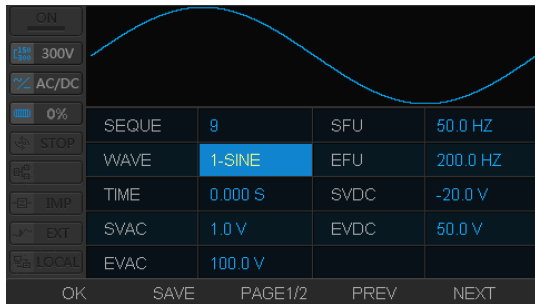 ON
150 300 300V
AC/DC
0%
STOP
IMP
EXT
LOCAL
SEQUE 9 SFU 50.0 HZ
WAVE 1-SINE EFU 200.0 HZ
TIME 0.000 S SVDC -20.0 V
SVAC 1.0 V EVDC 50.0 V
EVAC 100.0 V
OK SAVE PAGE1/2 PREV NEXT